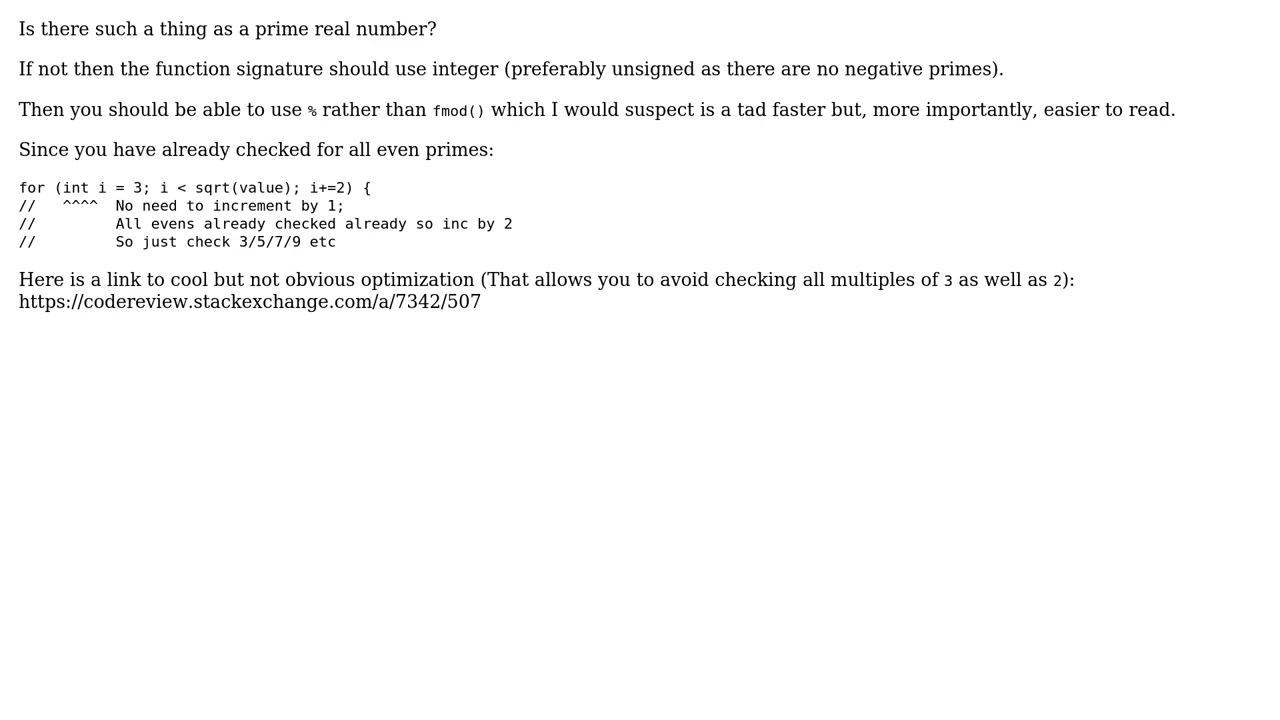 Is there such a thing as a prime real number?
If not then the function signature should use integer (preferably unsigned as there are no negative primes).
Then you should be able to use % rather than fmod() which I would suspect is a tad faster but, more importantly, easier to read.
Since you have already checked for all even primes:
for (int i = 3; i < sqrt(value); i+=2) {
//   ^^^^  No need to increment by 1;
//         All evens already checked already so inc by 2
//         So just check 3/5/7/9 etc
Here is a link to cool but not obvious optimization (That allows you to avoid checking all multiples of 3 as well as 2):
https://codereview.stackexchange.com/a/7342/507